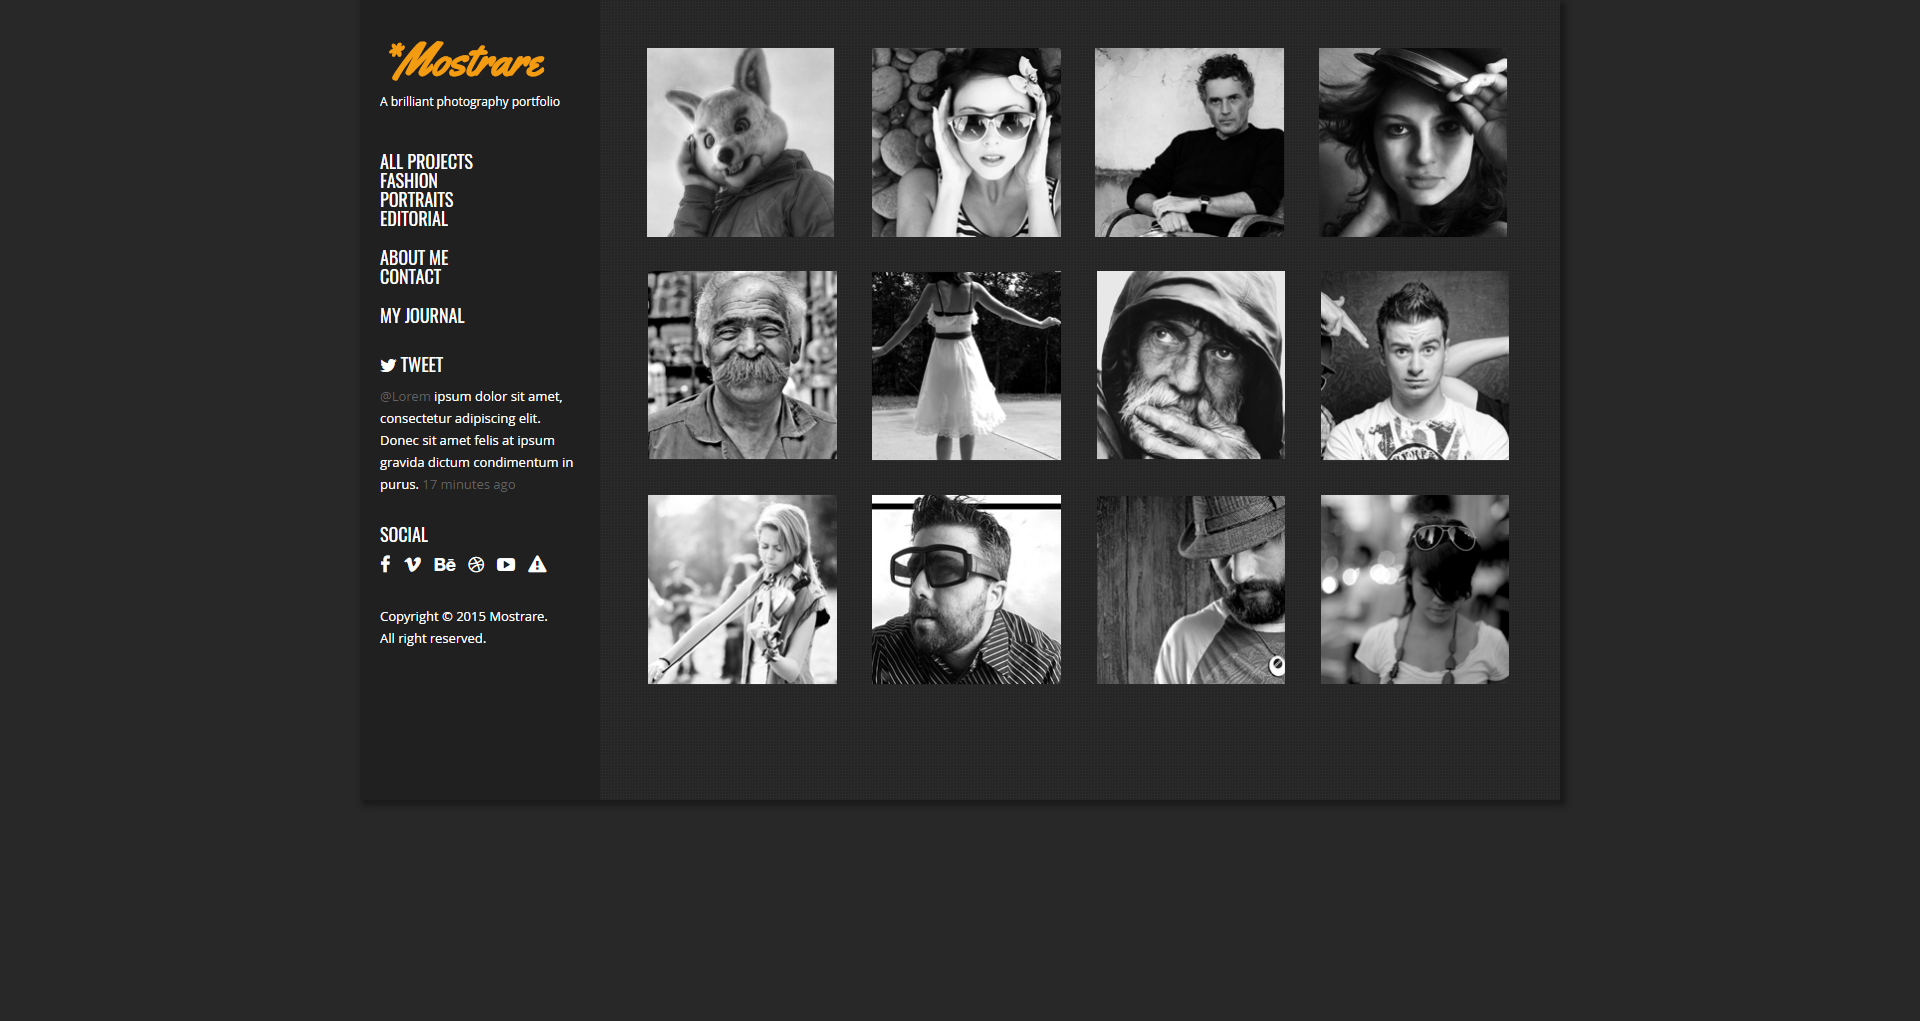 *Mostrare
A brilliant photography portfolio
ALL PROJECTS
FASHION
PORTRAITS
EDITORIAL
ABOUT ME
CONTACT
MY JOURNAL
TWEET
@Lorem ipsum dolor sit amet,
consectetur adipiscing elit.
Donec sit amet felis at ipsum
gravida dictum condimentum in
purus. 17 minutes ago
SOCIAL
Bē
Copyright © 2015 Mostrare.
All right reserved.